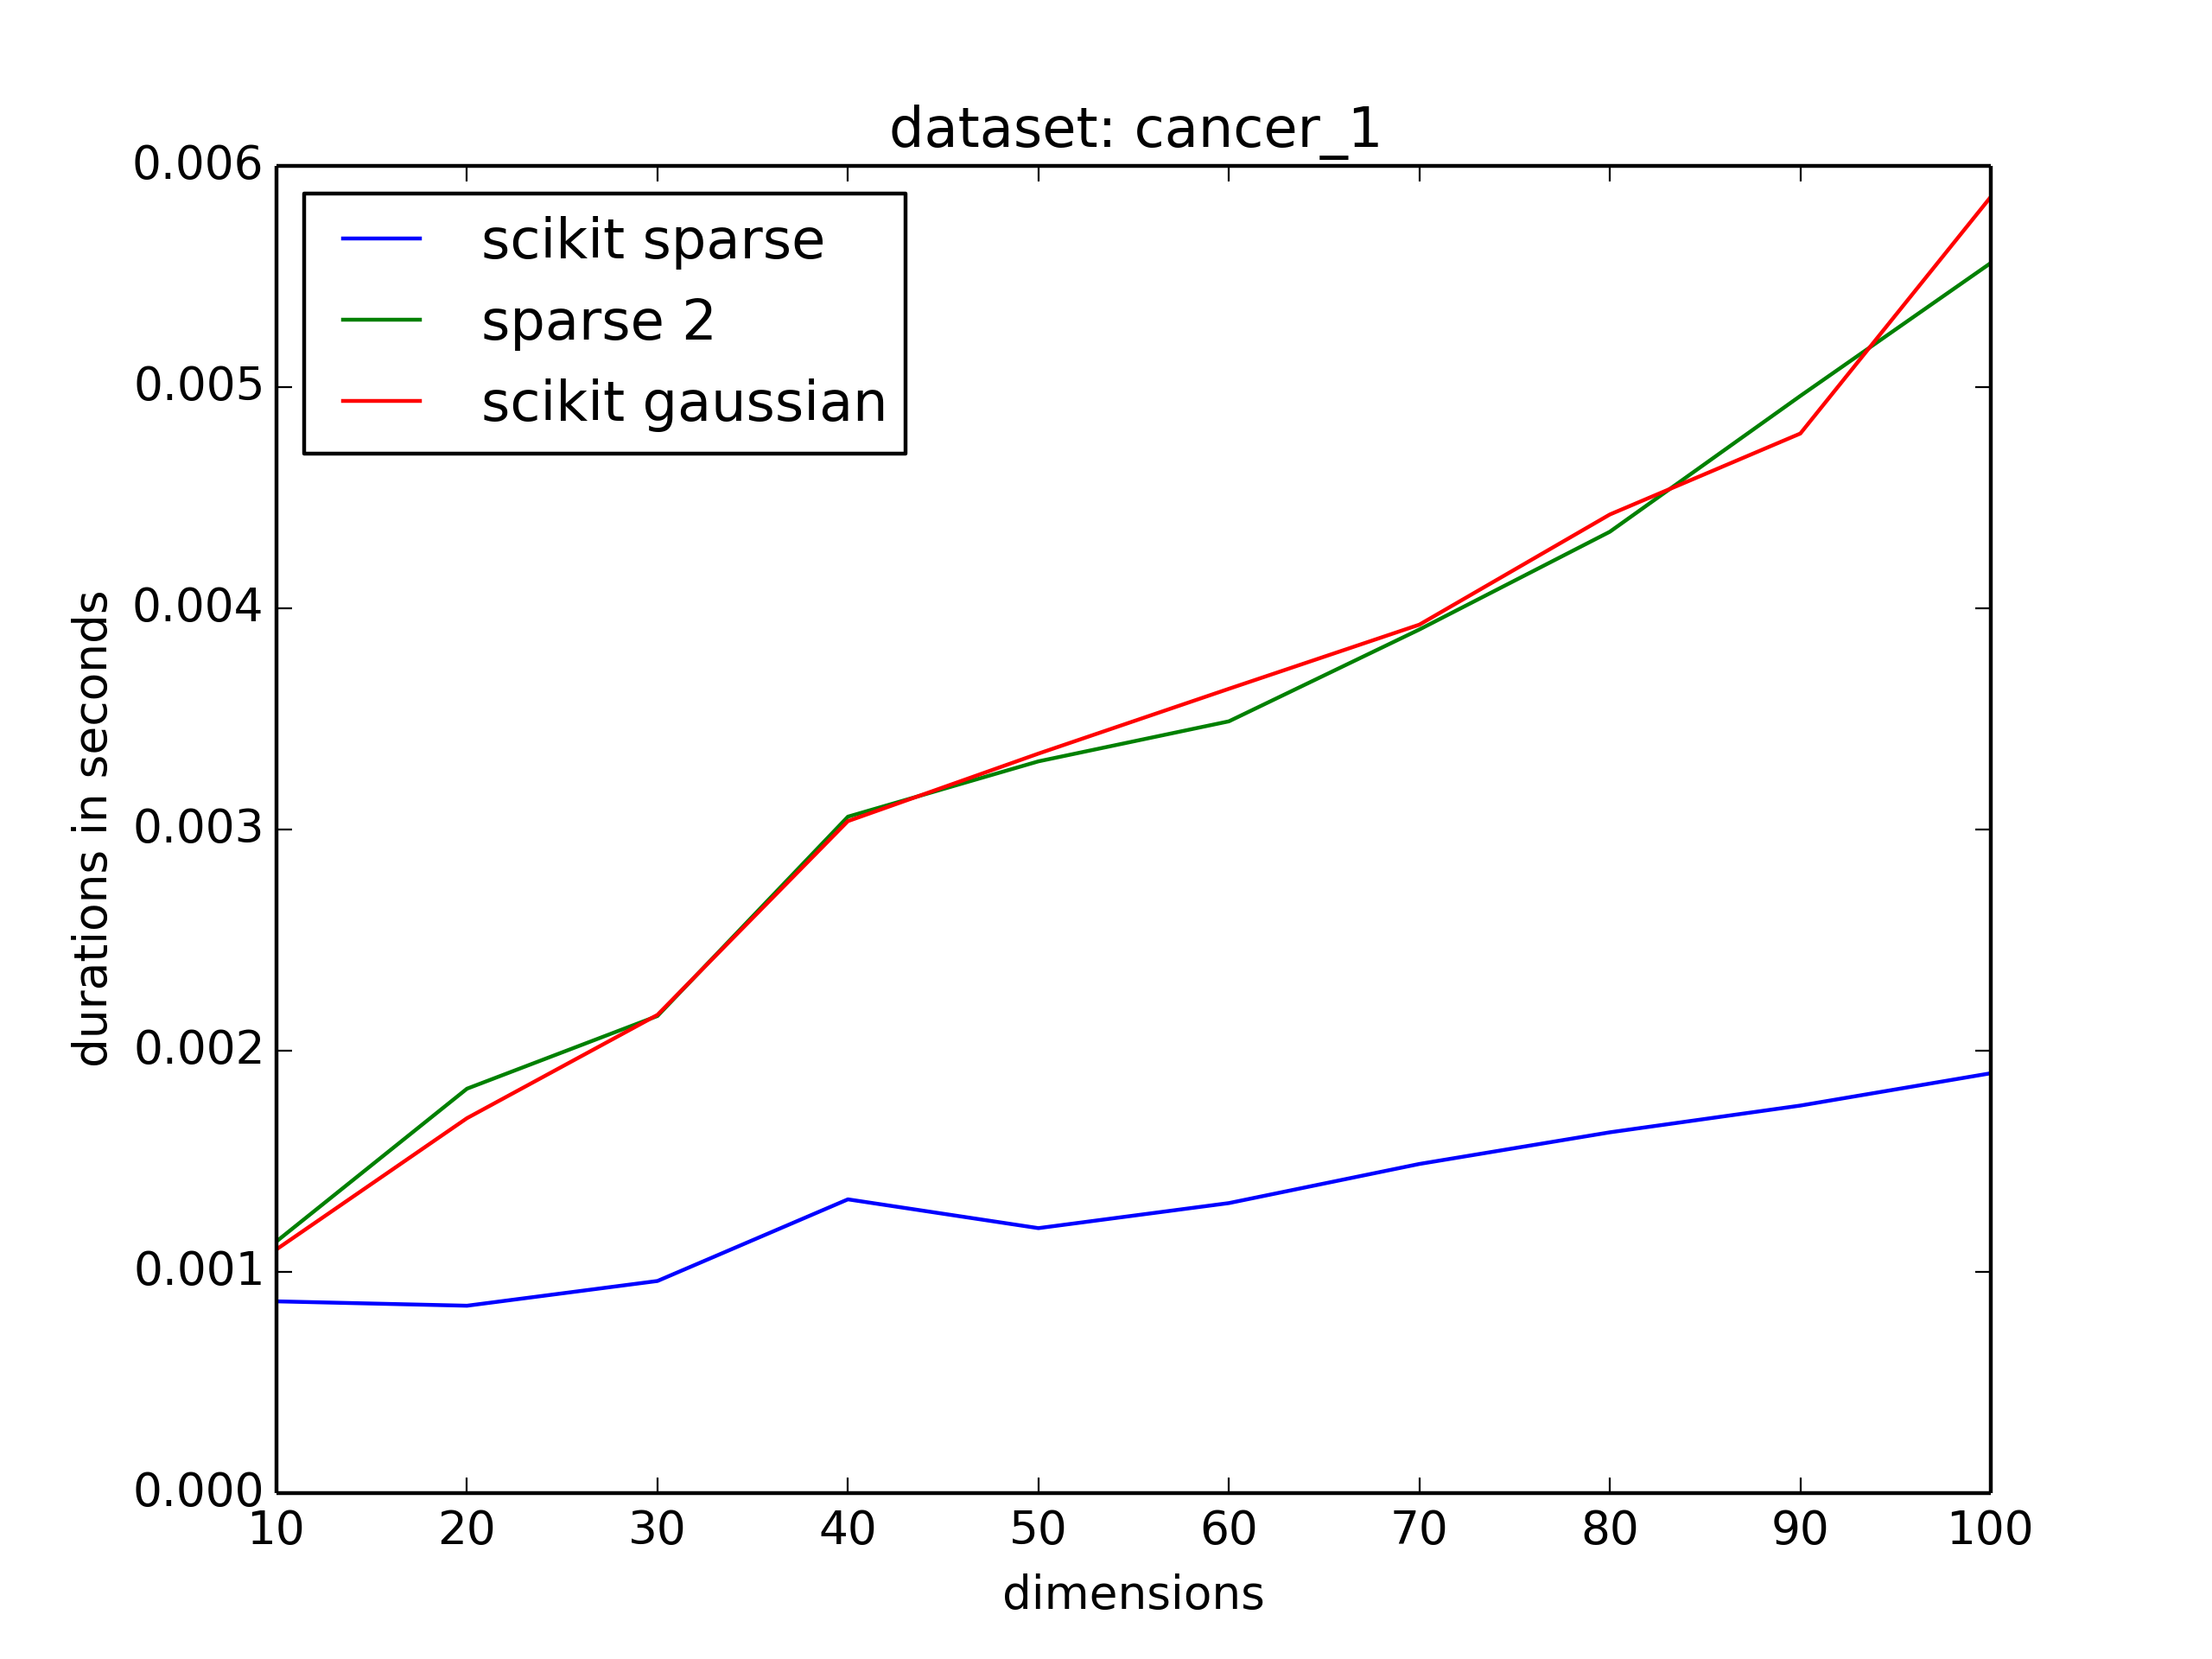 dataset: cancer_1
scikit sparse
sparse 2
scikit gaussian
durations in seconds
0.006
0.005
0.004
0.003
0.002
0.001
0.000
10 20 30 40 50 60 70 80 90 100
dimensions